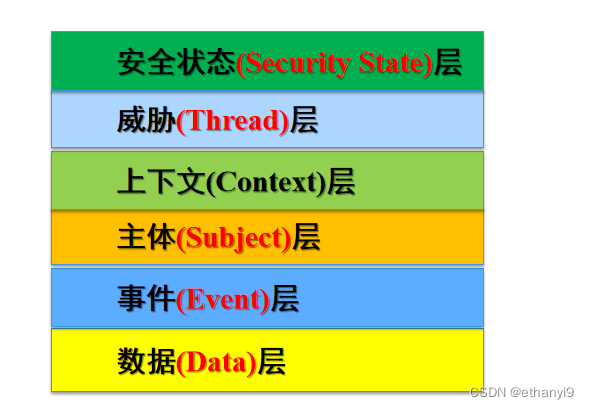 安全状态(Security State)层
威胁(Thread)层
上下文(Context)层
主体(Subject)层
事件(Event)层
数据(Data)层
CSDN @ethanyi9